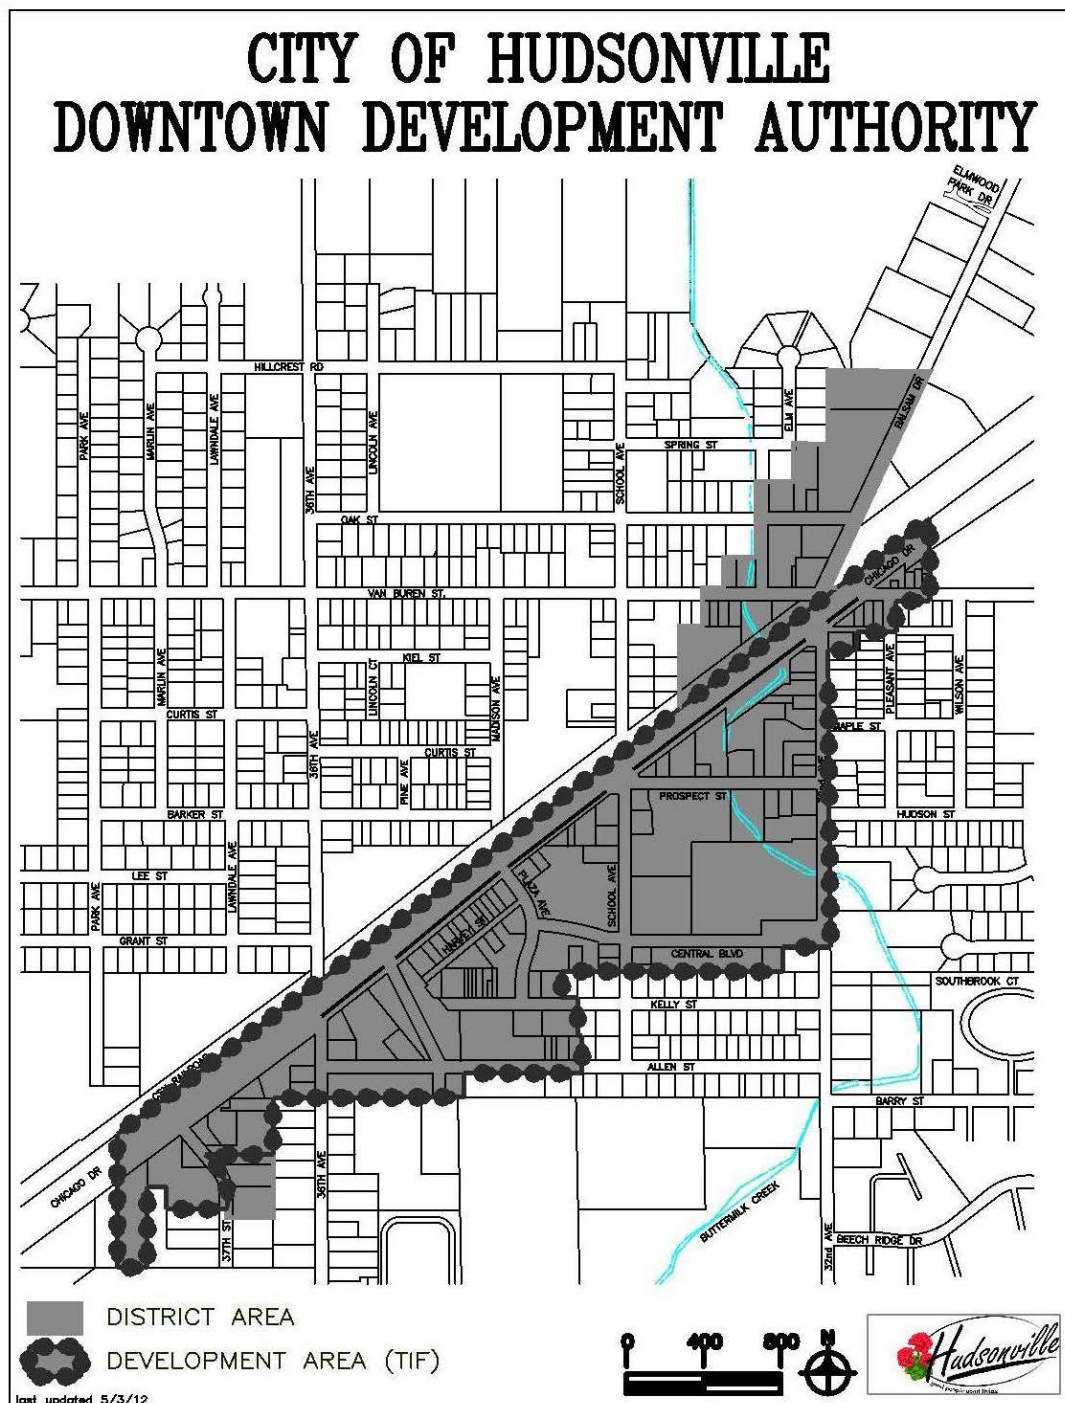 CITY OF HUDSONVILLE
DOWNTOWN DEVELOPMENT AUTHORITY
ELMWOOD
PARK DR
HILLCREST RD
PARK AVE
MARLIN AVE
LAWNDALE AVE
36TH AVE
LINCOLN AVE
SCHOOL AVE
SPRING ST
ELM AVE
BALSAM DR
OAK ST
CHICAGO DR
VAN BUREN ST.
KIEL ST
LINCOLN CT
MADISON AVE
MARLIN AVE
PLEASANT AVE
WILSON AVE
CURTIS ST
MAPLE ST
36TH AVE
CURTIS ST
PINE AVE
PROSPECT ST
BARKER ST
HUDSON ST
LEE ST
LAWNDALE AVE
PLAZA AVE
SCHOOL AVE
PARK AVE
HARVEY ST
GRANT ST
CENTRAL BLVD
SOUTHBROOK CT
KELLY ST
ALLEN ST
CSX RAILROAD
BARRY ST
CHICAGO DR
36TH AVE
BUTTERMILK CREEK
37TH ST
32nd AVE
BEECH RIDGE DR
DISTRICT AREA
DEVELOPMENT AREA (TIF)
0 400 800 N
Hudsonville
last updated 5/3/12